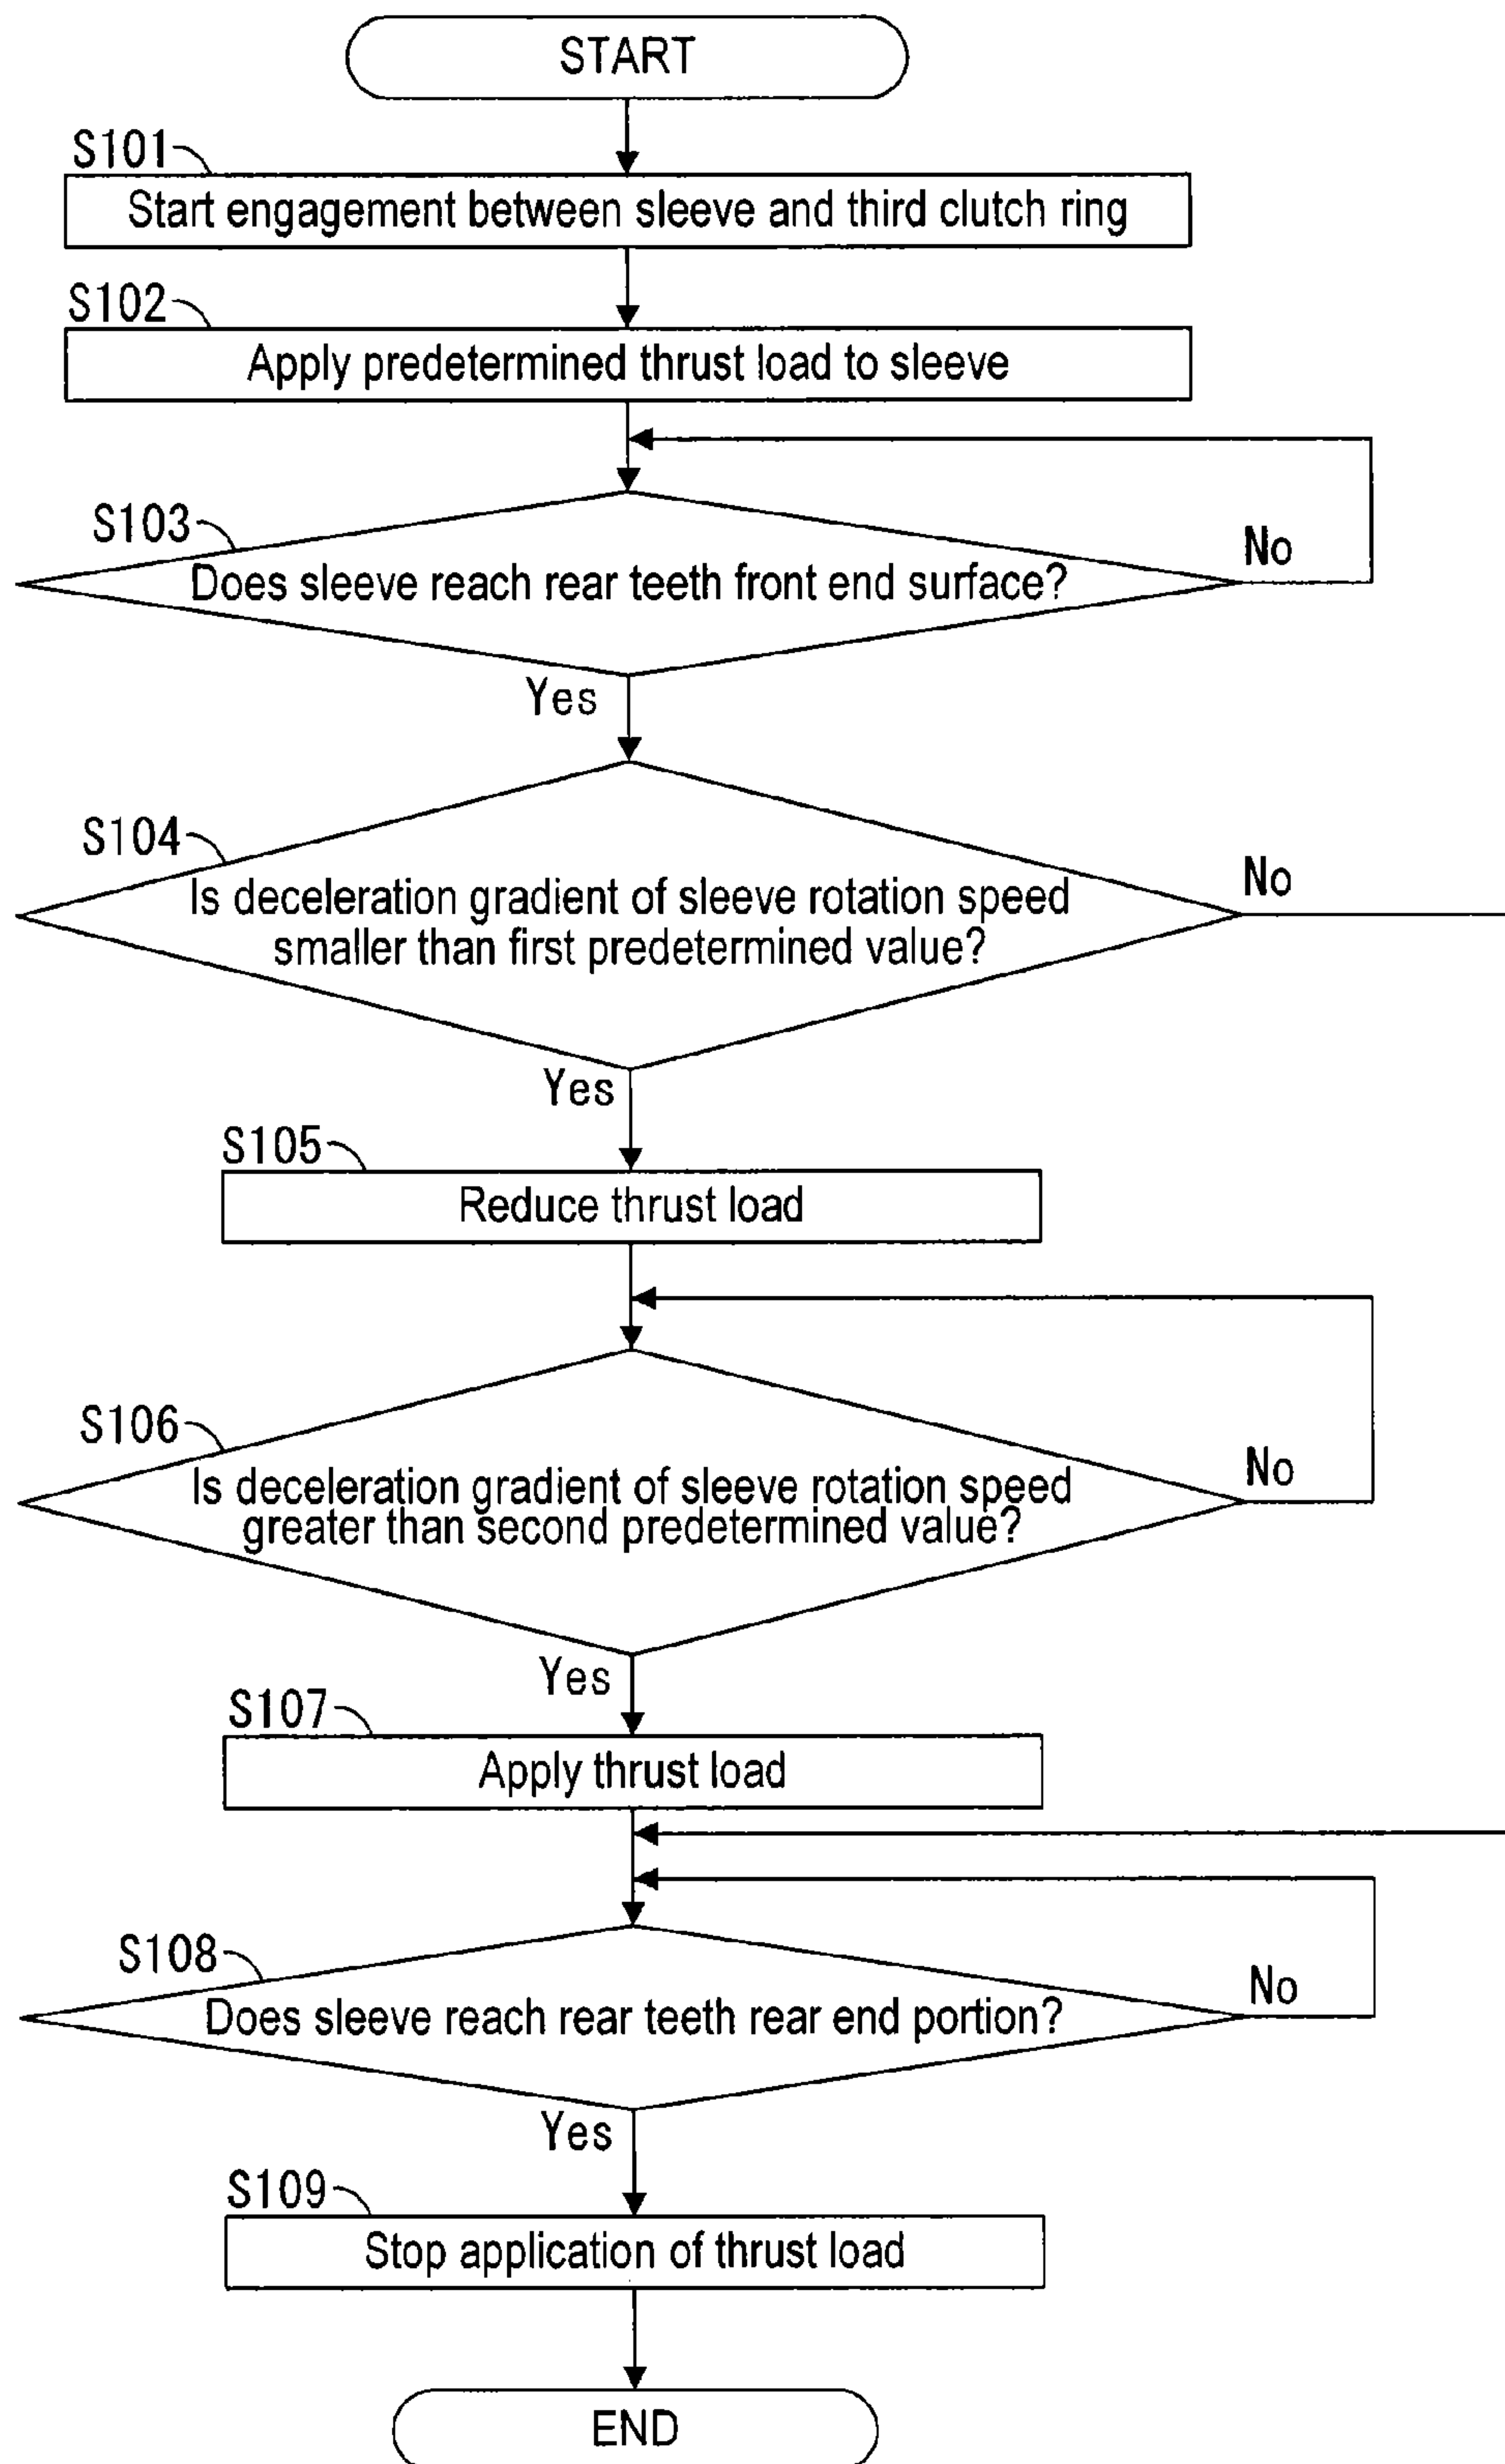 START
S101
Start engagement between sleeve and third clutch ring
S102
Apply predetermined thrust load to sleeve
S103
No
Does sleeve reach rear teeth front end surface?
Yes
S104
No
Is deceleration gradient of sleeve rotation speed
smaller than first predetermined value?
Yes
S105
Reduce thrust load
S106
No
Is deceleration gradient of sleeve rotation speed
greater than second predetermined value?
Yes
S107
Apply thrust load
S108
No
Does sleeve reach rear teeth rear end portion?
Yes
S109
Stop application of thrust load
END